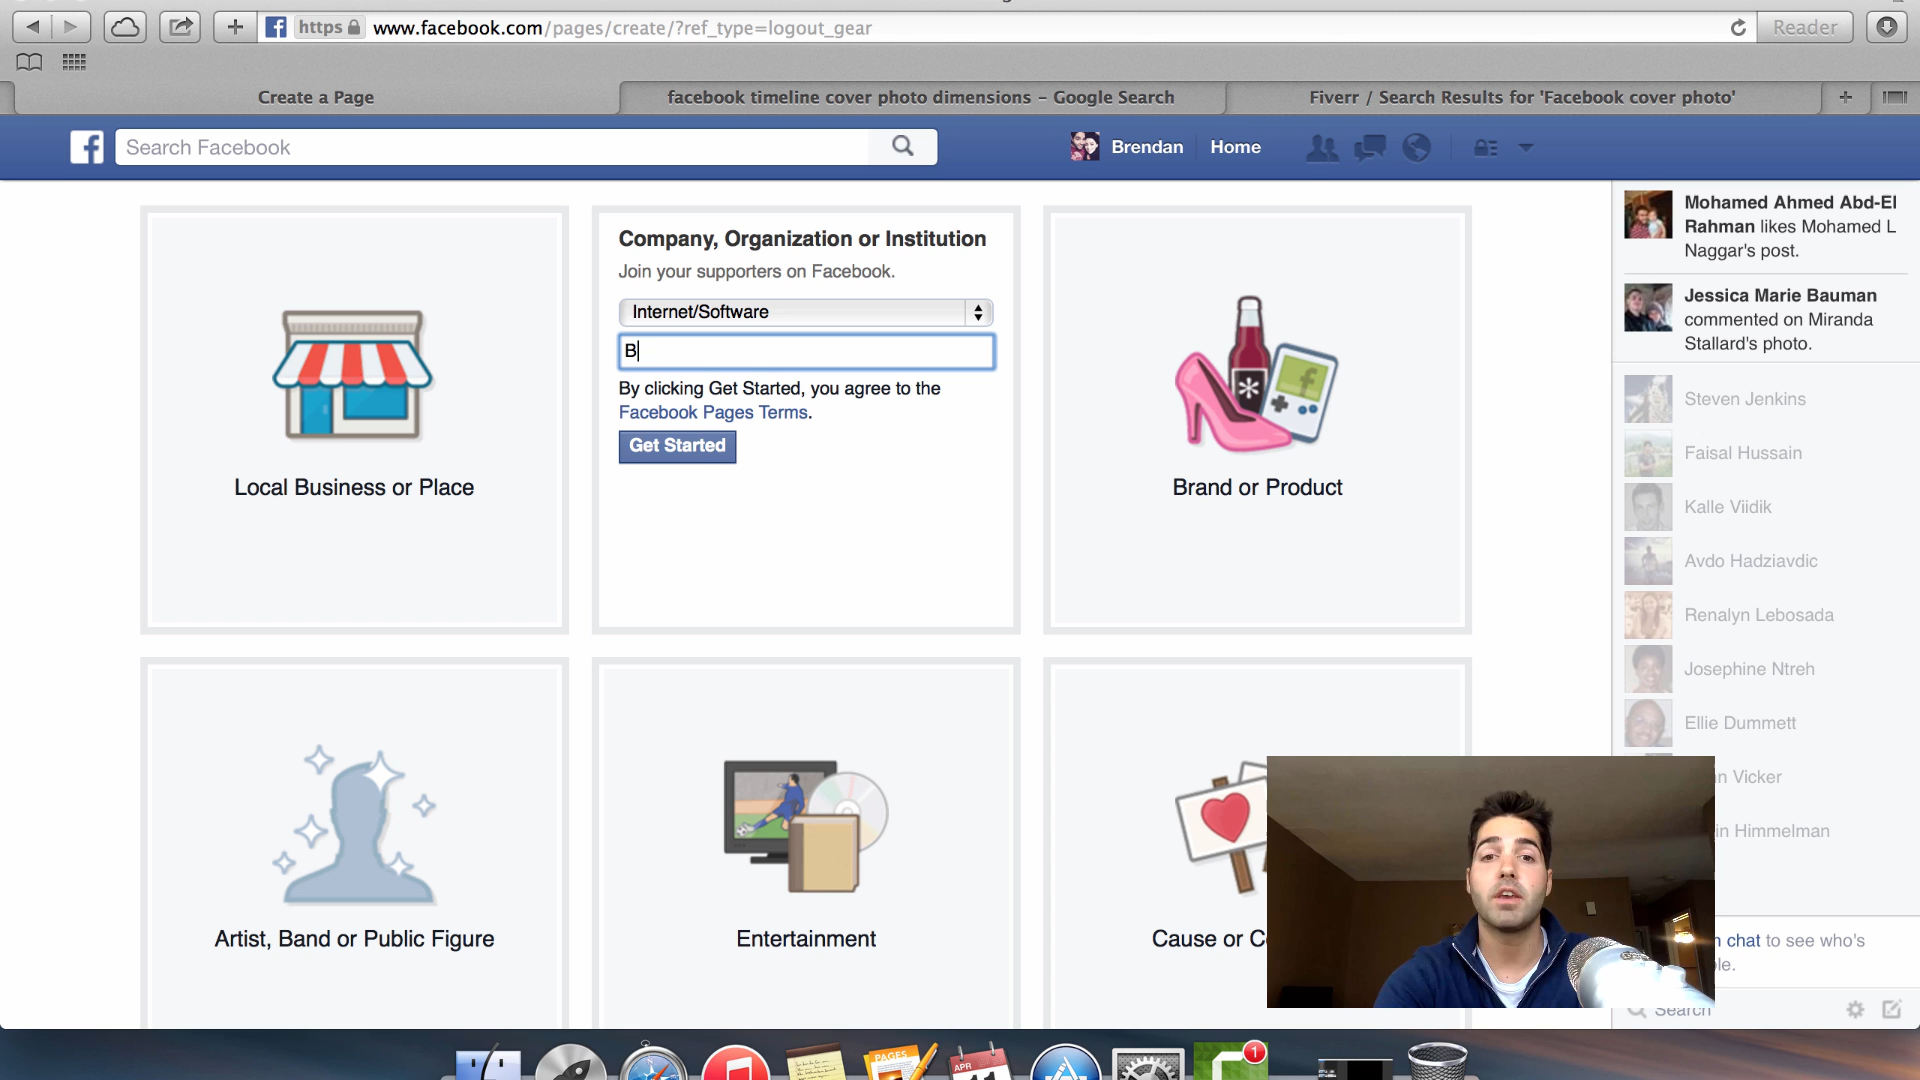 https www.facebook.com/pages/create/?ref_type=logout_gear
Reader
Create a Page
facebook timeline cover photo dimensions – Google Search
Fiverr / Search Results for 'Facebook cover photo'
Search Facebook
Brendan
Home
Mohamed Ahmed Abd-El
Rahman likes Mohamed L
Naggar's post.
Jessica Marie Bauman
commented on Miranda
Stallard's photo.
Company, Organization or Institution
Join your supporters on Facebook.
Internet/Software
B
By clicking Get Started, you agree to the
Facebook Pages Terms.
Get Started
Local Business or Place
Brand or Product
Steven Jenkins
Faisal Hussain
Kalle Viidik
Avdo Hadziavdic
Renalyn Lebosada
Josephine Ntreh
Ellie Dummett
Vicker
Himmelman
Artist, Band or Public Figure
Entertainment
Cause or
chat to see who's
Search
PAGES
APR
1